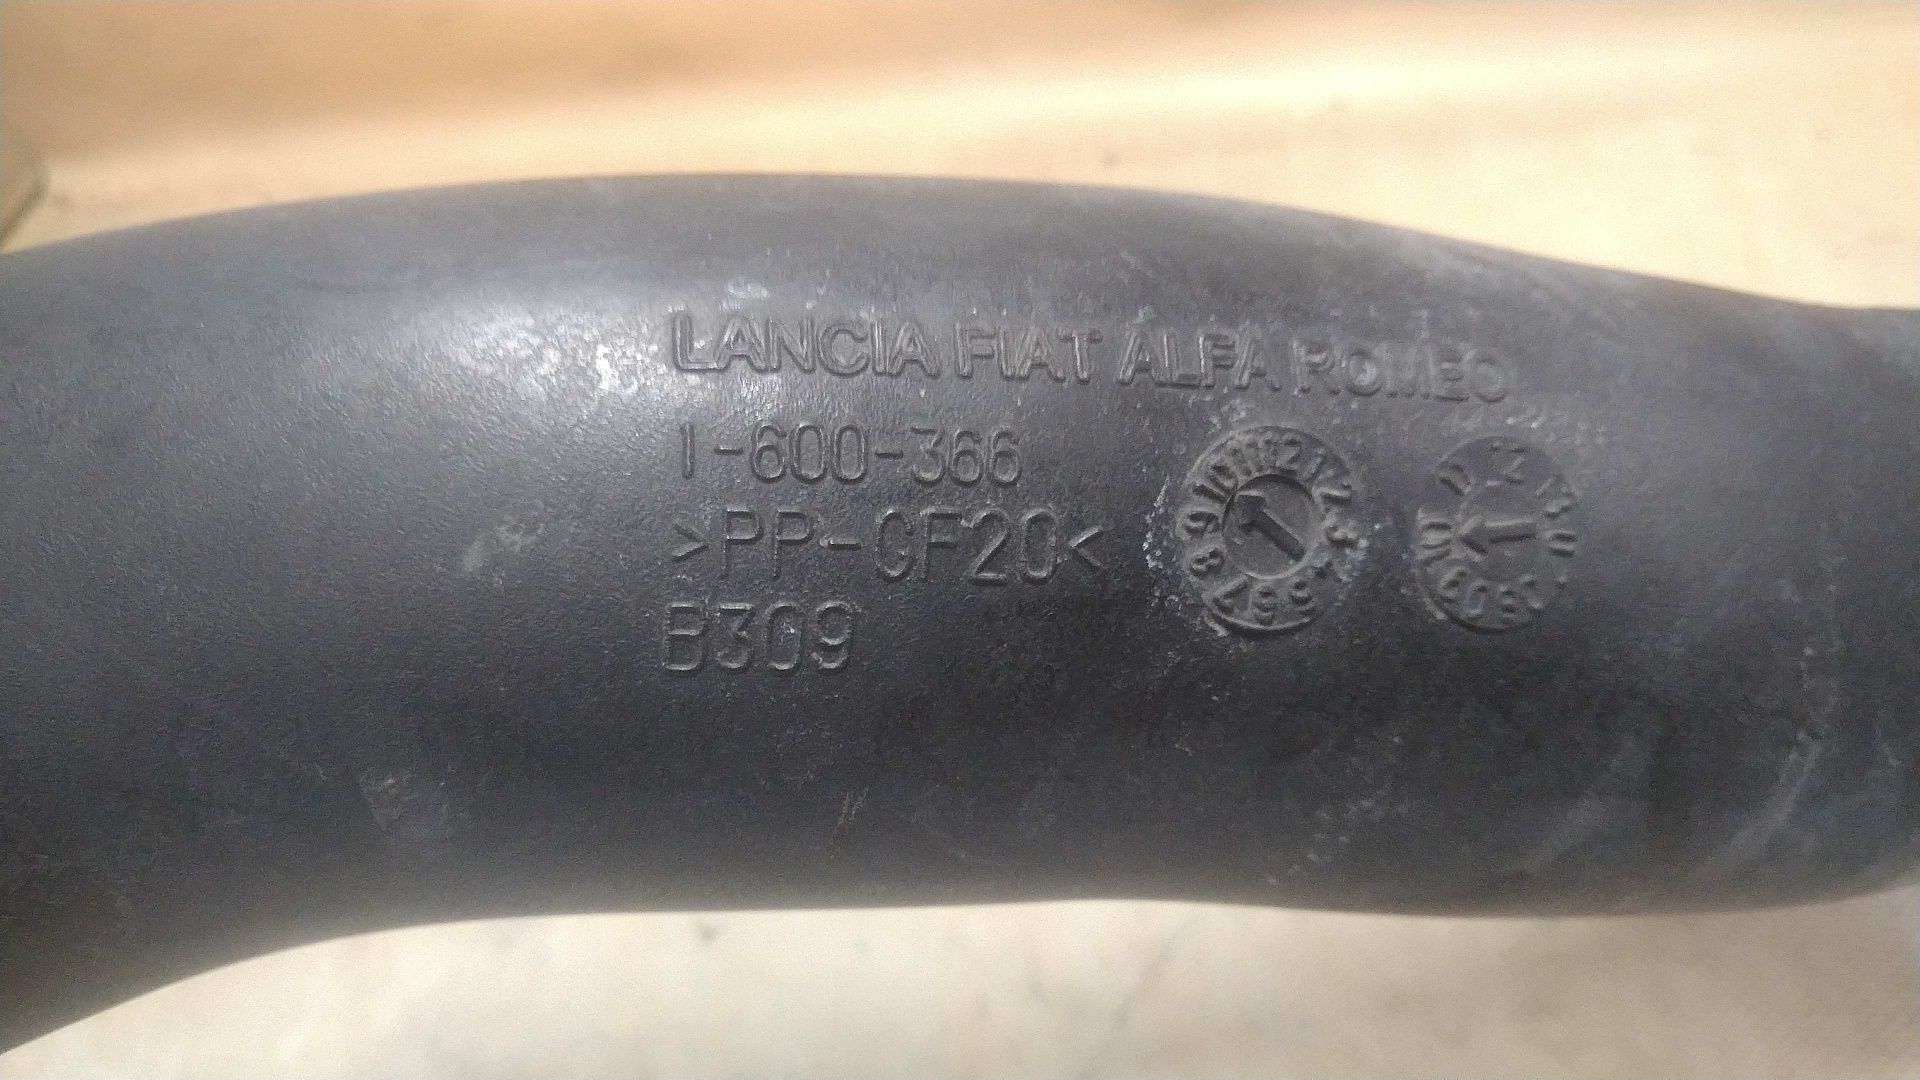 LANCIA FIAT ALFA ROMEO
1-600-366
>PP-GF20<
B309